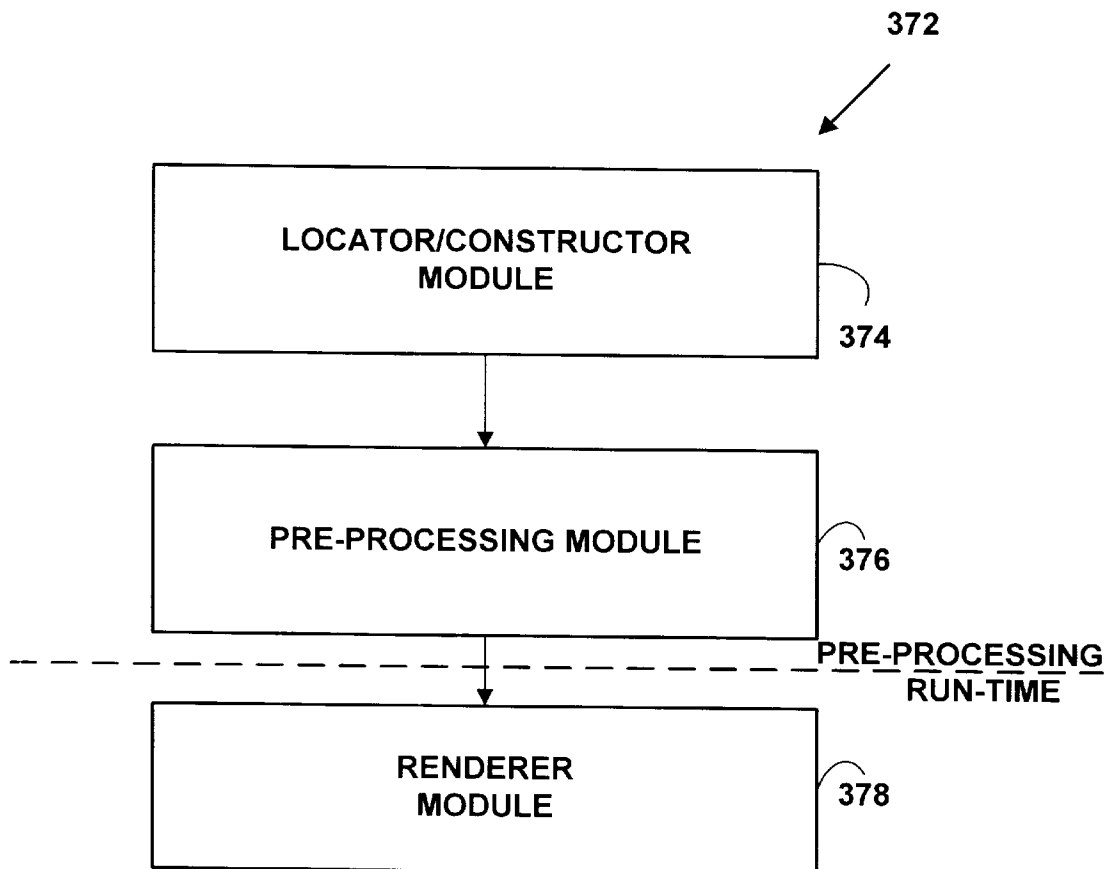 372
LOCATOR/CONSTRUCTOR
MODULE
374
PRE-PROCESSING MODULE
376
PRE-PROCESSING
RUN-TIME
RENDERER
MODULE
378